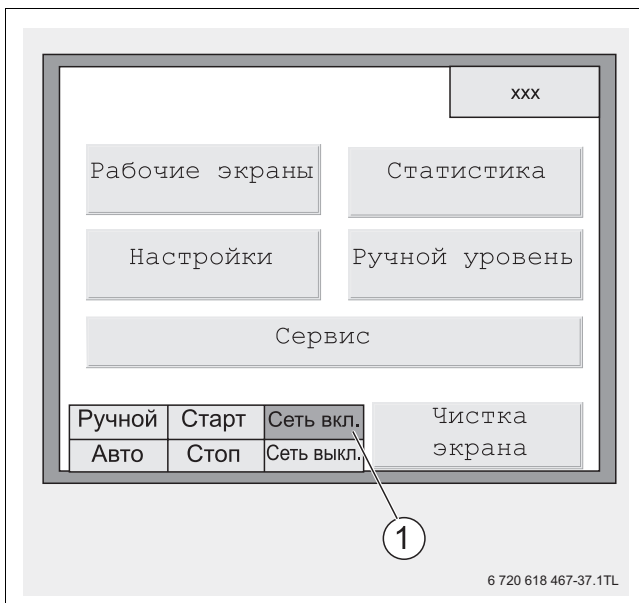 xxx
Рабочие экраны
Статистика
Настройки
Ручной уровень
Сервис
Ручной
Старт
Сеть вкл.
Авто
Стоп
Сеть выкл.
Чистка
экрана
1
6 720 618 467-37.1TL